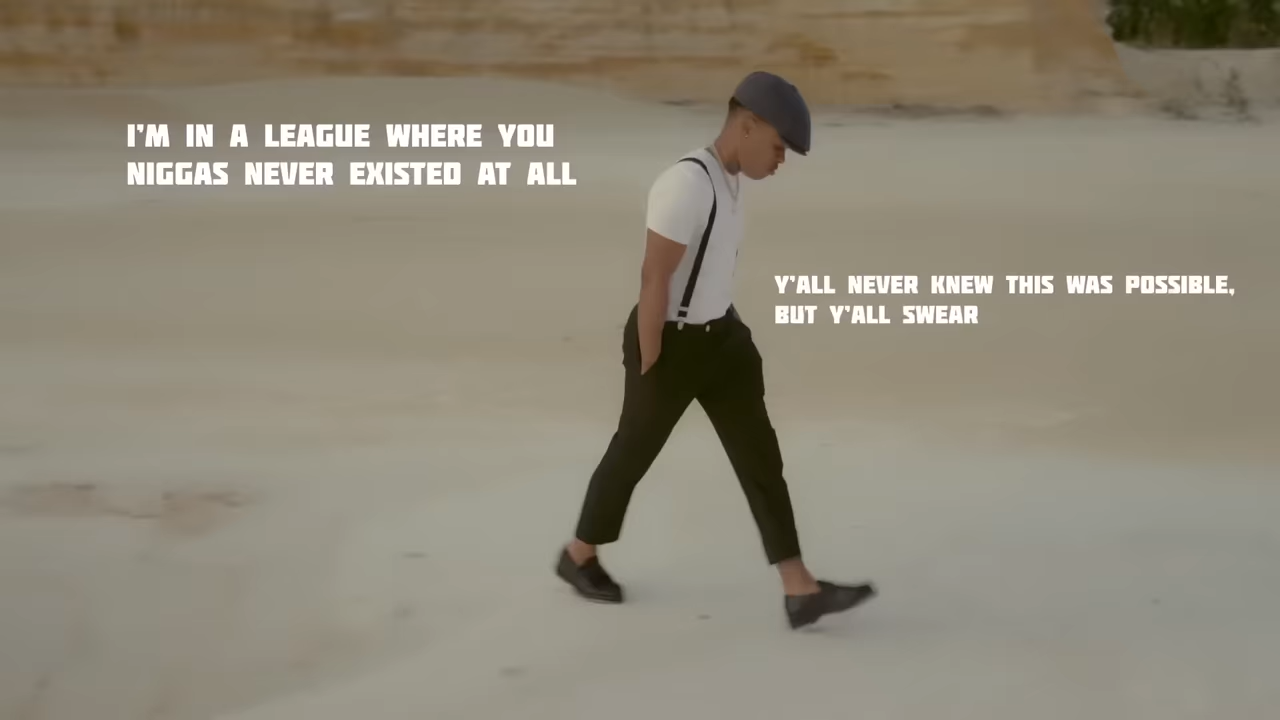 I'M IN A LEAGUE WHERE YOU
NIGGAS NEVER EXISTED AT ALL
Y'ALL NEVER KNEW THIS WAS POSSIBLE,
BUT Y'ALL SWEAR